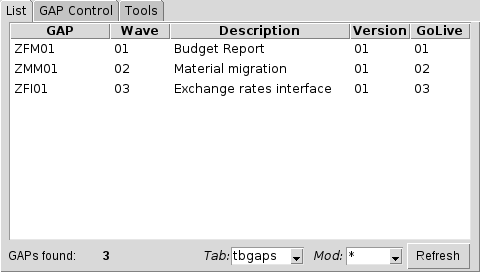 List GAP Control Tools
GAP Wave Description Version GoLive
ZFM01 01 Budget Report 01 01
ZMM01 02 Material migration 01 02
ZFI01 03 Exchange rates interface 01 03
GAPs found: 3 Tab: tbgaps Mod: * Refresh